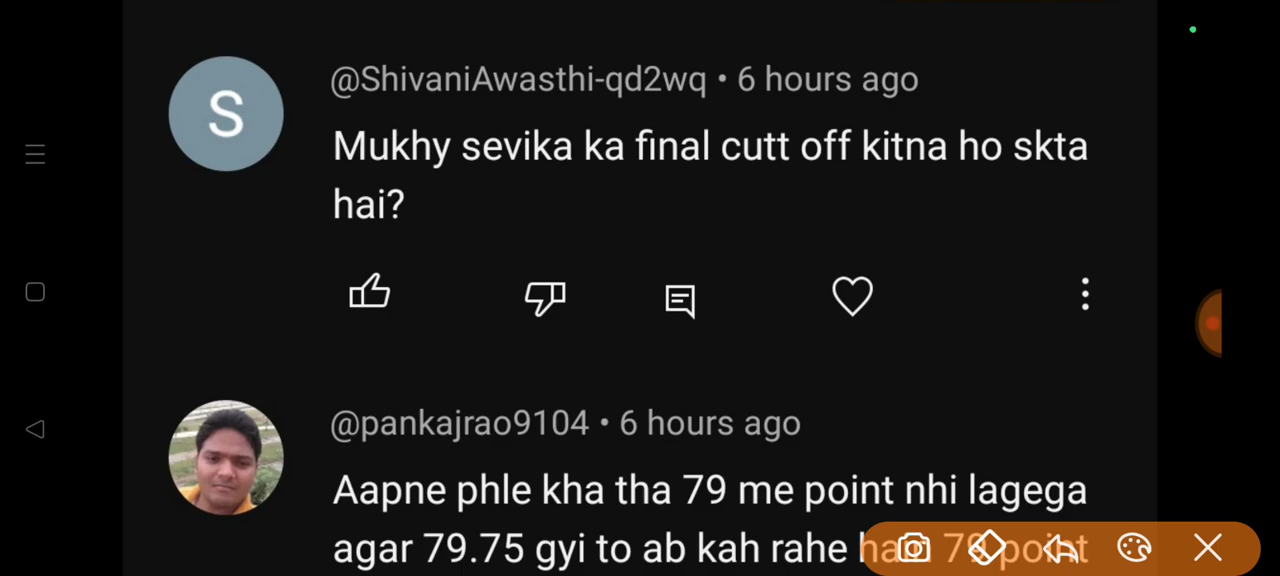 S
@ShivaniAwasthi-qd2wq • 6 hours ago
Mukhy sevika ka final cutt off kitna ho skta
hai?
@pankajrao9104 • 6 hours ago
Aapne phle kha tha 79 me point nhi lagega
agar 79.75 gyi to ab kah rahe 79 point